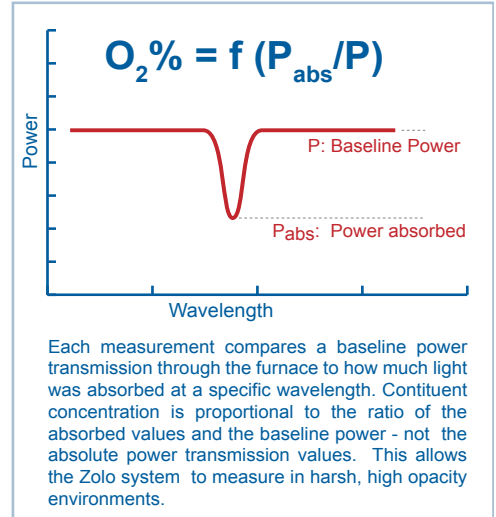 O2% = f (Pabs/P)
Power
P: Baseline Power
Pabs: Power absorbed
Wavelength
Each measurement compares a baseline power
transmission through the furnace to how much light
was absorbed at a specific wavelength. Contituent
concentration is proportional to the ratio of the
absorbed values and the baseline power - not the
absolute power transmission values. This allows
the Zolo system to measure in harsh, high opacity
environments.